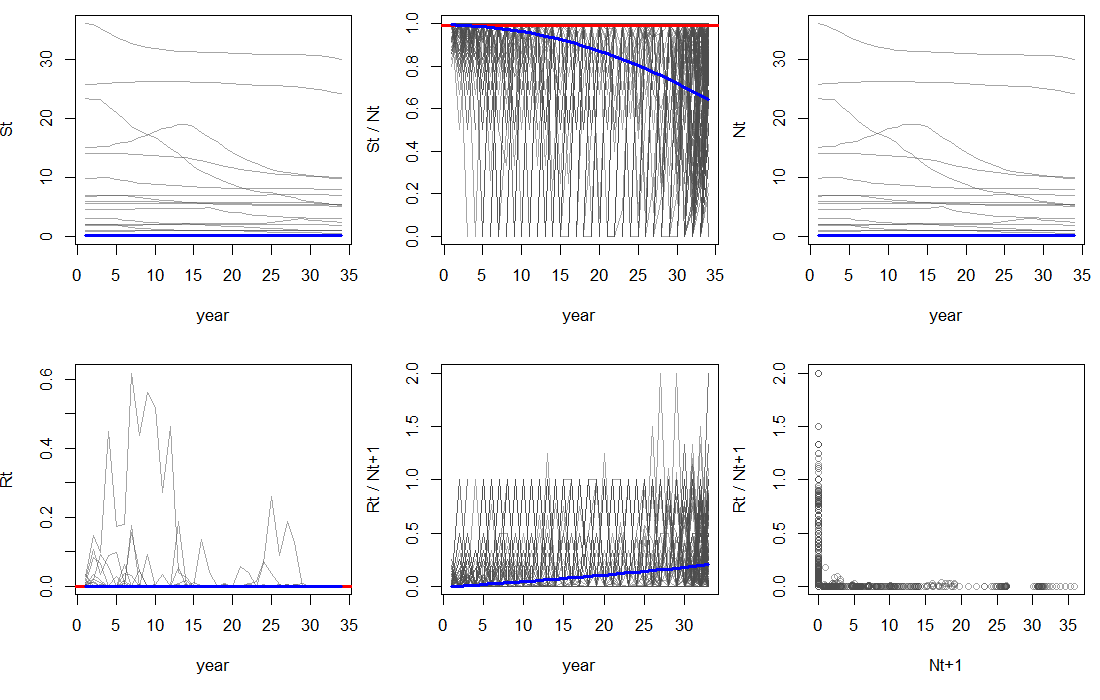 St
0 10 20 30
0 5 10 15 20 25 30 35
year
St / Nt
0.0 0.2 0.4 0.6 0.8 1.0
0 5 10 15 20 25 30 35
year
Nt
0 10 20 30
0 5 10 15 20 25 30 35
year
Rt
0.0 0.2 0.4 0.6
0 5 10 15 20 25 30 35
year
Rt / Nt+1
0.0 0.5 1.0 1.5 2.0
0 5 10 15 20 25 30
year
Rt / Nt+1
0.0 0.5 1.0 1.5 2.0
0 5 10 15 20 25 30 35
Nt+1